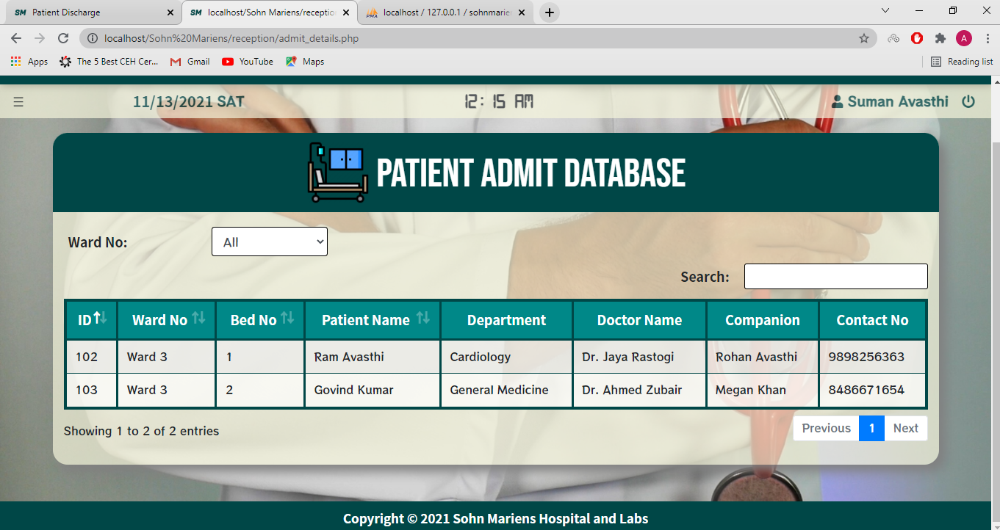 SM Patient Discharge
SM localhost/Sohn Mariens/receptio
PMA localhost / 127.0.0.1 / sohnmarie
localhost/Sohn%20Mariens/reception/admit_details.php
A
Apps The 5 Best CEH Cer... Gmail YouTube Maps Reading list
11/13/2021 SAT 12:15 AM Suman Avasthi
PATIENT ADMIT DATABASE
Ward No: All
Search:
ID Ward No Bed No Patient Name Department Doctor Name Companion Contact No
102 Ward 3 1 Ram Avasthi Cardiology Dr. Jaya Rastogi Rohan Avasthi 9898256363
103 Ward 3 2 Govind Kumar General Medicine Dr. Ahmed Zubair Megan Khan 8486671654
Showing 1 to 2 of 2 entries Previous 1 Next
Copyright © 2021 Sohn Mariens Hospital and Labs